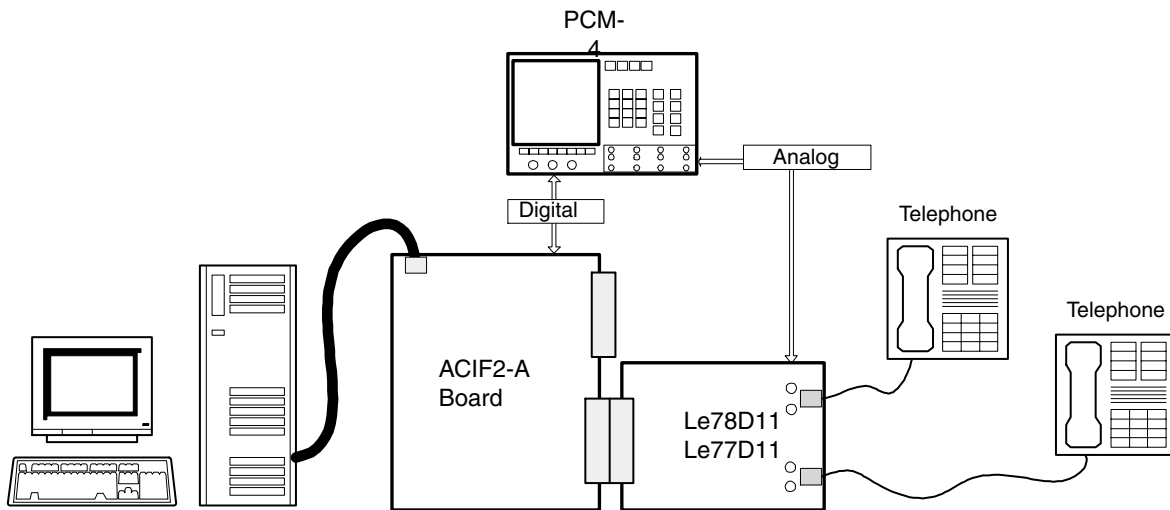 PCM-
4
Analog
Digital
Telephone
Telephone
ACIF2-A
Board
Le78D11
Le77D11